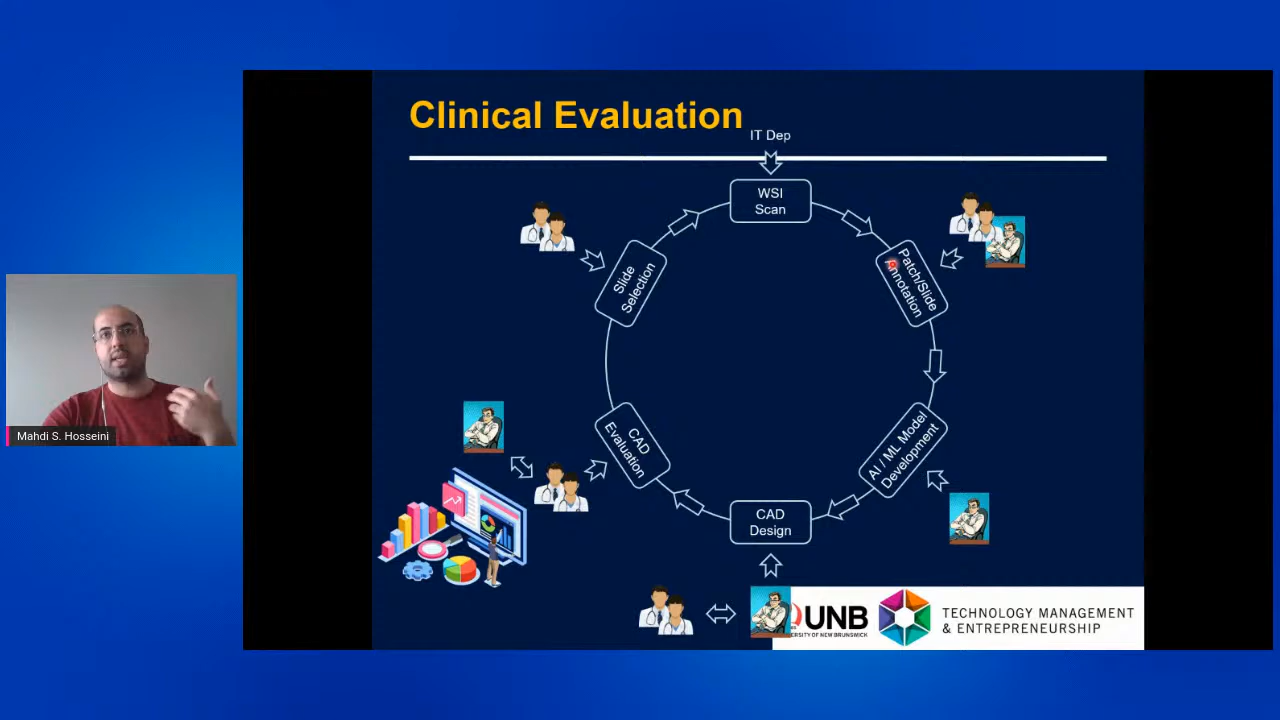 Clinical Evaluation
IT Dep
WSI
Scan
Slide
Selection
Patch/Slide
AI / ML Model
Development
CAD
Evaluation
CAD
Design
Mahdi S. Hosseini
UNB
UNIVERSITY OF NEW BRUNSWICK
TECHNOLOGY MANAGEMENT
& ENTREPRENEURSHIP